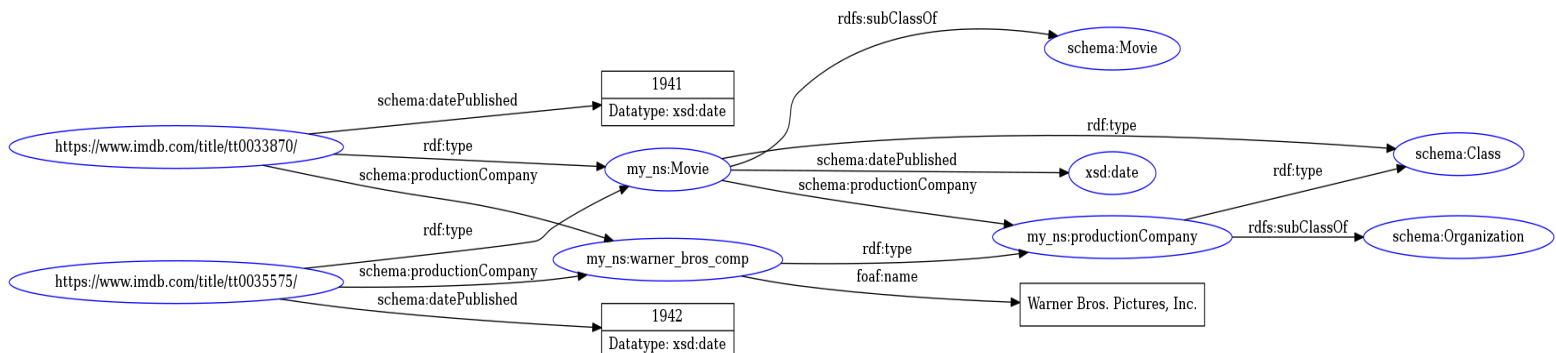 rdfs:subClassOf
schema:Movie
1941
Datatype: xsd:date
schema:datePublished
https://www.imdb.com/title/tt0033870/
rdf:type
schema:productionCompany
my_ns:Movie
rdf:type
schema:Class
schema:datePublished
xsd:date
schema:productionCompany
rdf:type
my_ns:productionCompany
rdfs:subClassOf
schema:Organization
rdf:type
my_ns:warner_bros_comp
rdf:type
foaf:name
Warner Bros. Pictures, Inc.
https://www.imdb.com/title/tt0035575/
schema:productionCompany
schema:datePublished
1942
Datatype: xsd:date